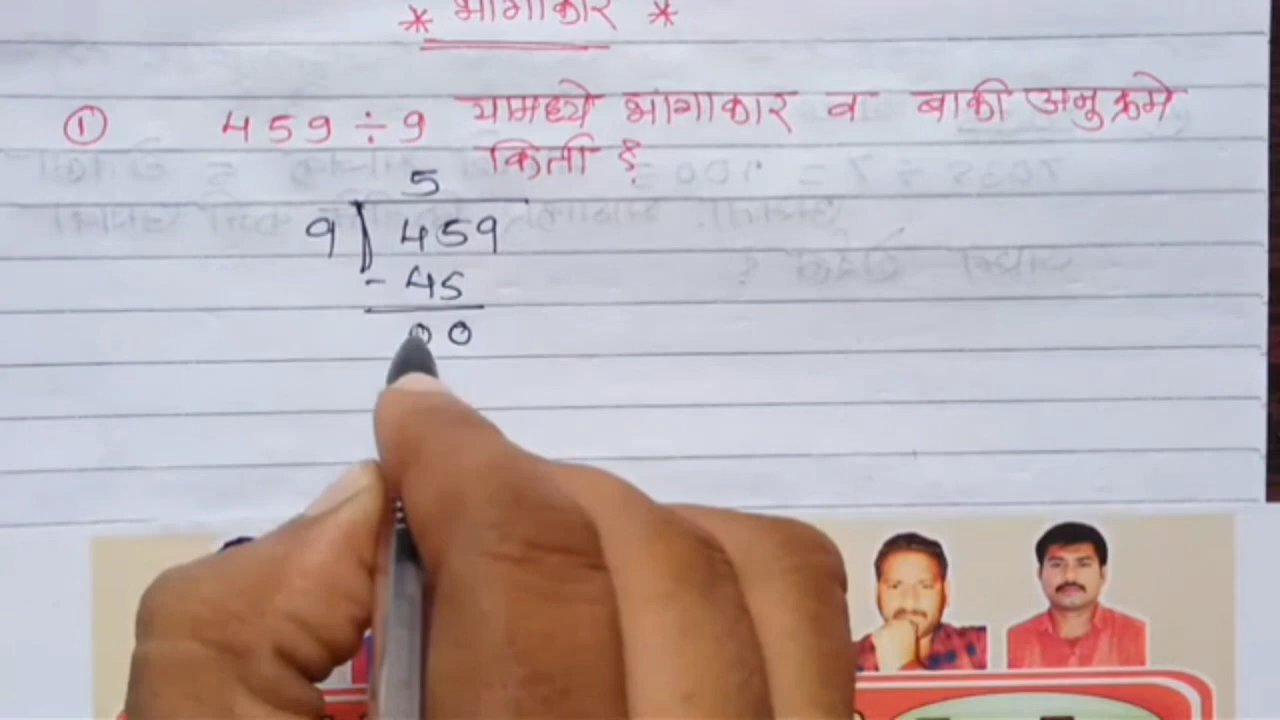 * भागाकार *
① 459 ÷ 9 यामध्ये भागाकार व बाकी अनुक्रमे
किती ?
5
9 459
- 45
0 0